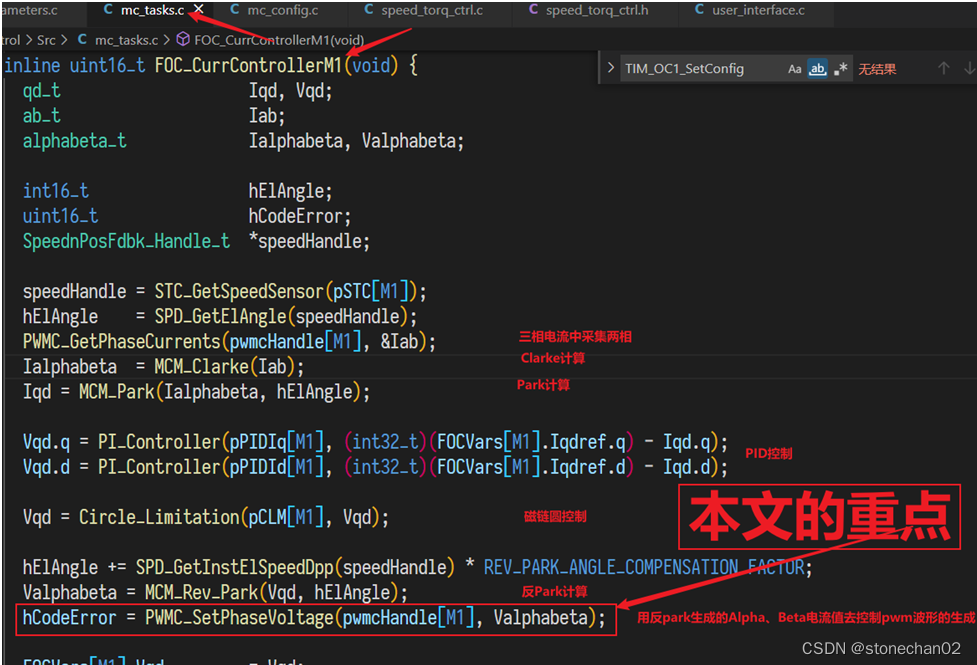 ameters.c mc_tasks.c mc_config.c speed_torq_ctrl.c speed_torq_ctrl.h user_interface.c
trol > Src > C mc_tasks.c > FOC_CurrControllerM1(void)
inline uint16_t FOC_CurrControllerM1(void) {
TIM_OC1_SetConfig Aa ab .* 无结果
qd_t Iqd, Vqd;
ab_t Iab;
alphabeta_t Ialphabeta, Valphabeta;
int16_t hElAngle;
uint16_t hCodeError;
SpeednPosFdbk_Handle_t *speedHandle;
speedHandle = STC_GetSpeedSensor(pSTC[M1]);
hElAngle = SPD_GetElAngle(speedHandle);
PWMC_GetPhaseCurrents(pwmcHandle[M1], &Iab); 三相电流中采集两相
Ialphabeta = MCM_Clarke(Iab); Clarke计算
Iqd = MCM_Park(Ialphabeta, hElAngle); Park计算
Vqd.q = PI_Controller(pPIDIq[M1], (int32_t)(FOCVars[M1].Iqdref.q) - Iqd.q);
Vqd.d = PI_Controller(pPIDId[M1], (int32_t)(FOCVars[M1].Iqdref.d) - Iqd.d);
PID控制
Vqd = Circle_Limitation(pCLM[M1], Vqd); 磁链圆控制
本文的重点
hElAngle += SPD_GetInstElSpeedDpp(speedHandle) * REV_PARK_ANGLE_COMPENSATION_FACTOR;
Valphabeta = MCM_Rev_Park(Vqd, hElAngle); 反Park计算
hCodeError = PWMC_SetPhaseVoltage(pwmcHandle[M1], Valphabeta); 用反park生成的Alpha、Beta电流值去控制pwm波形的生成
CSDN @stonechan02
FOCVars[M1].Vqd = Vqd;